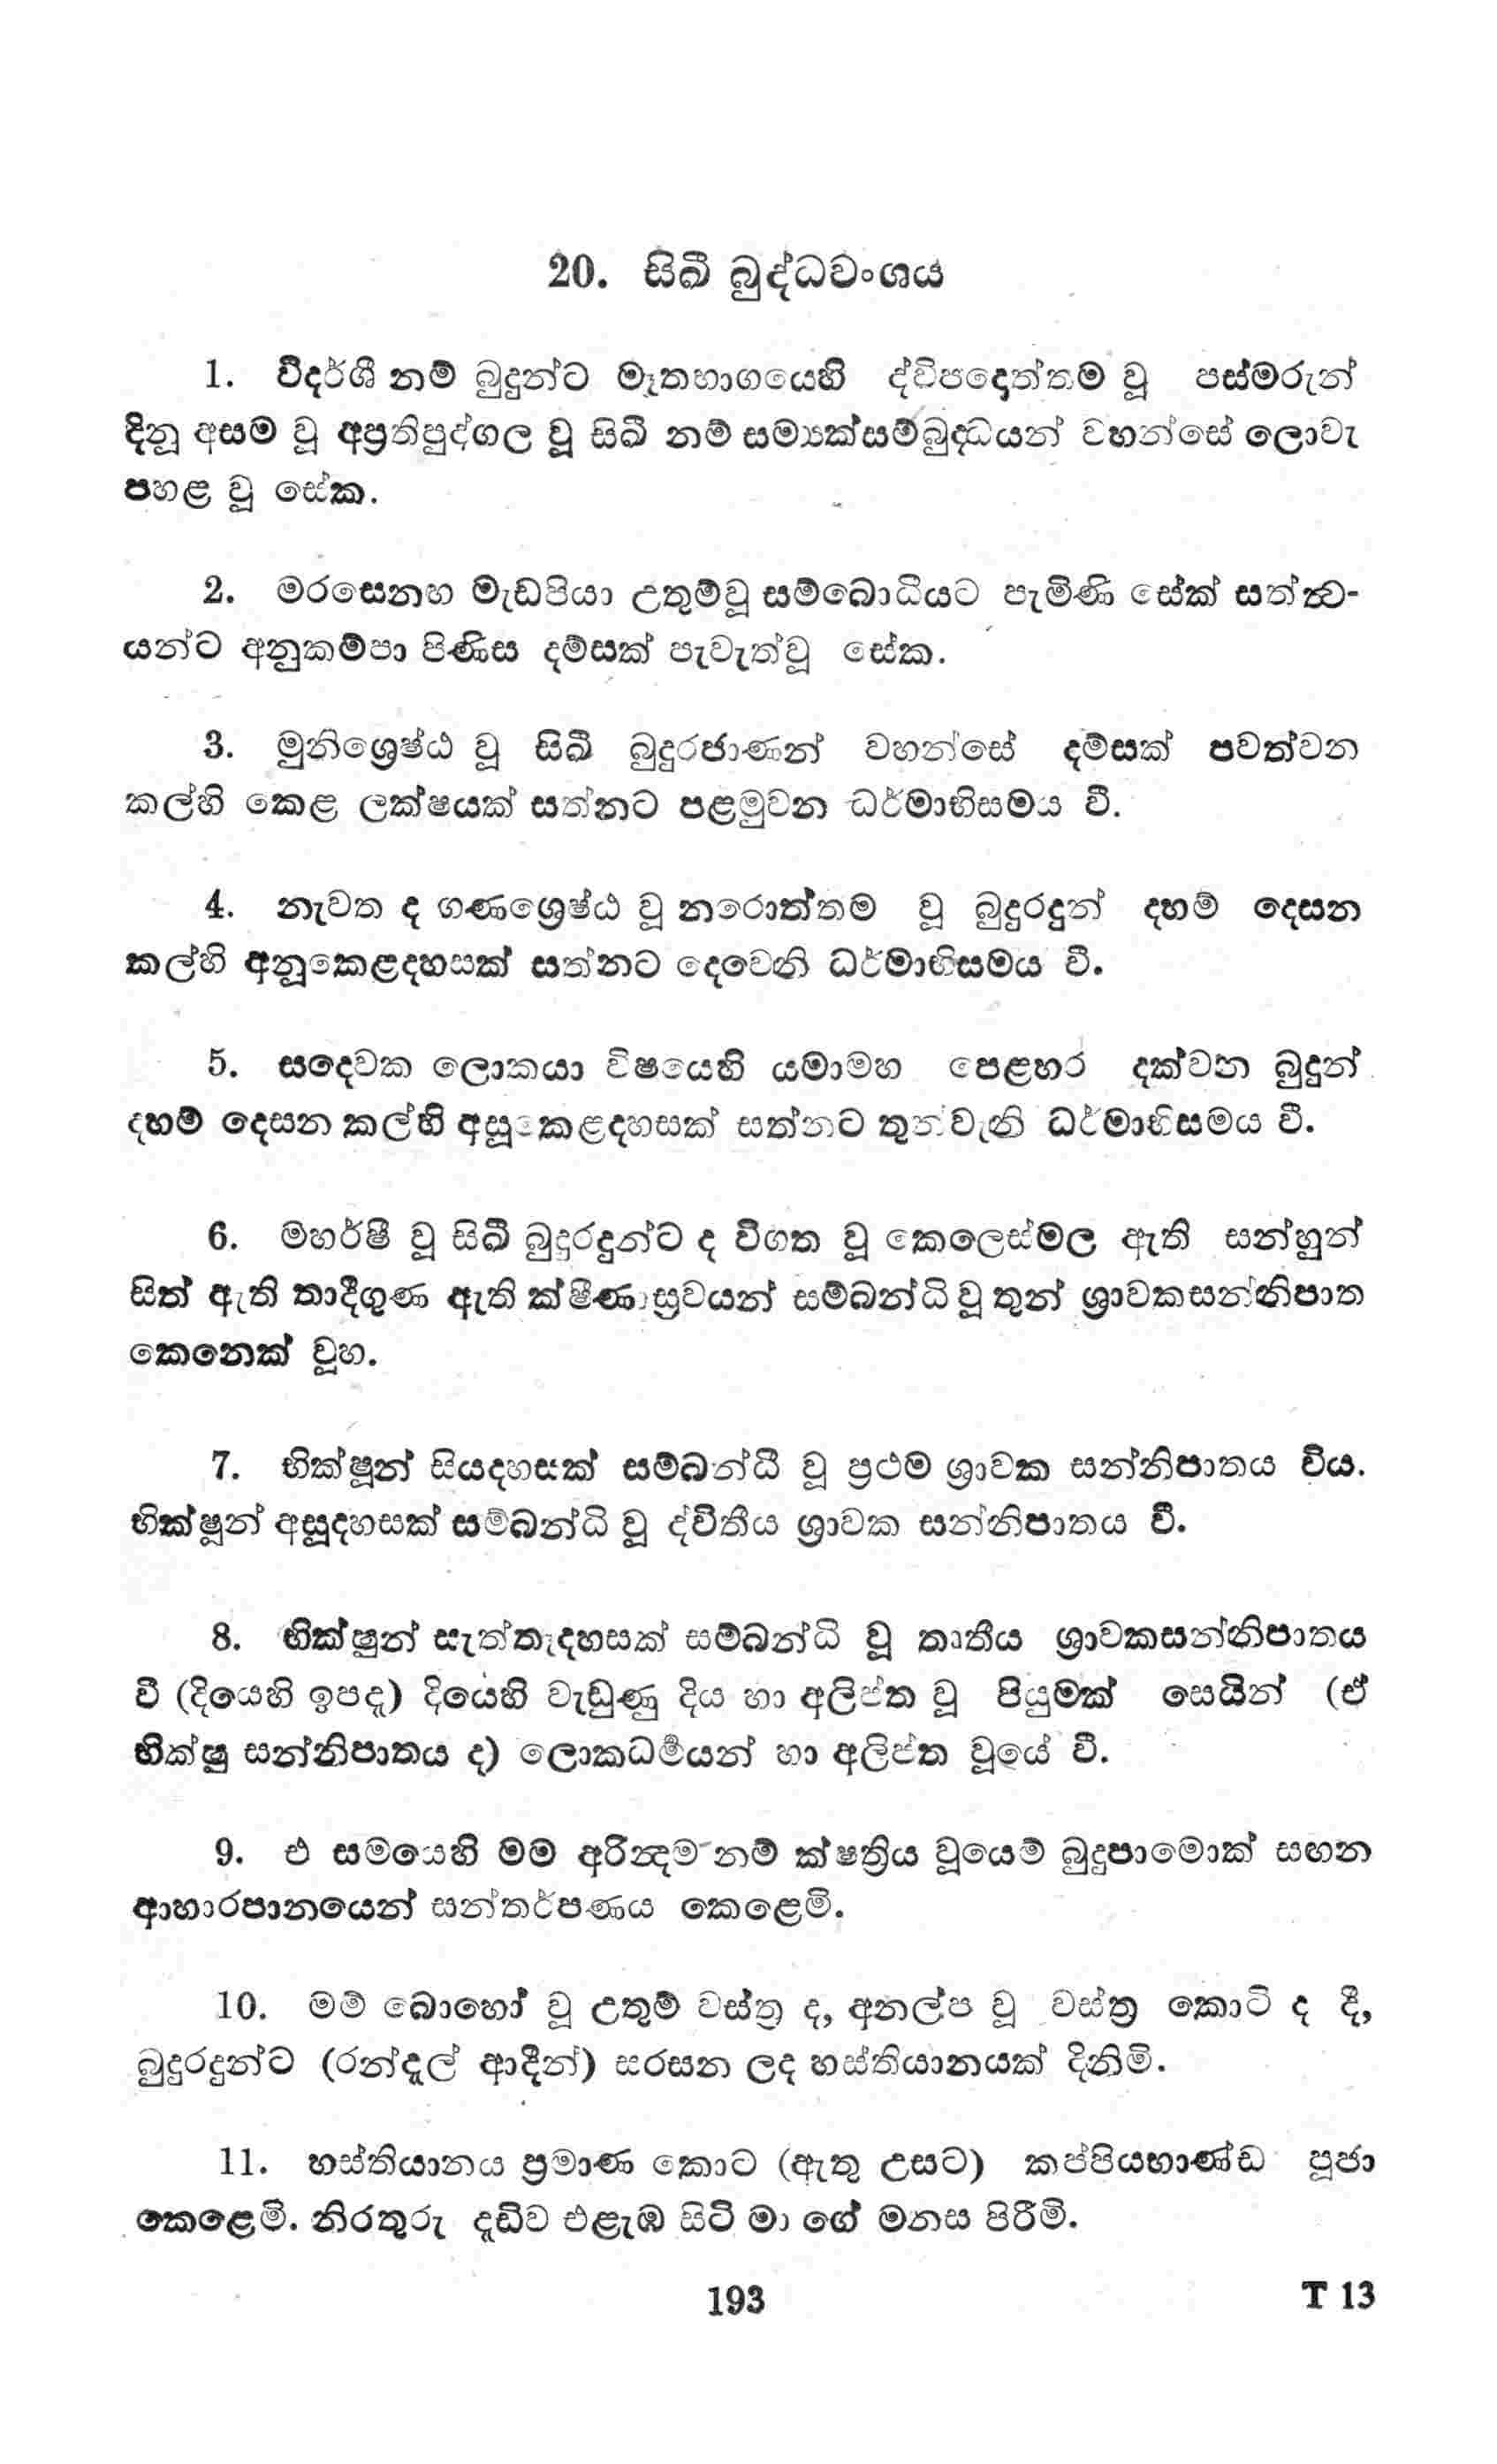 20. සිඛී බුද්ධවංශය
1. විදර්ශී නම් බුදුන්ට මෑතභාගයෙහි ද්විපදොත්තම වූ පස්මරුන්
දිනූ අසම වූ අප්‍රතිපුද්ගල වූ සිඛී නම් සම්‍යක්සම්බුද්ධයන් වහන්සේ ලොවැ
පහළ වූ සේක.
2. මරසෙනඟ මැඩපියා උතුම්වූ සම්බොධියට පැමිණි සේක් සත්ත්‍ව-
යන්ට අනුකම්පා පිණිස දම්සක් පැවැත්වූ සේක.
3. මුනිශ්‍රෙෂ්ඨ වූ සිඛී බුදුරජාණන් වහන්සේ දම්සක් පවත්වන
කල්හි කෙළ ලක්ෂයක් සත්නට පළමුවන ධර්මාභිසමය වී.
4. නැවත ද ගණශ්‍රෙෂ්ඨ වූ නරොත්තම වූ බුදුරදුන් දහම් දෙසන
කල්හි අනූකෙළදහසක් සත්නට දෙවෙනි ධර්මාභිසමය වී.
5. සදෙවක ලොකයා විෂයෙහි යමාමහ පෙළහර දක්වන බුදුන්
දහම් දෙසන කල්හි අසූකෙළදහසක් සත්නට තුන්වැනි ධර්මාභිසමය වී.
6. මහර්ෂී වූ සිඛී බුදුරදුන්ට ද විගත වූ කෙලෙස්මල ඇති සන්හුන්
සිත් ඇති තාදීගුණ ඇති ක්ෂීණාස්‍රවයන් සම්බන්ධි වූ තුන් ශ්‍රාවකසන්නිපාත
කෙනෙක් වූහ.
7. භික්ෂූන් සියදහසක් සම්බන්ධී වූ ප්‍රථම ශ්‍රාවක සන්නිපාතය විය.
භික්ෂූන් අසූදහසක් සම්බන්ධි වූ ද්විතීය ශ්‍රාවක සන්නිපාතය වී.
8. භික්ෂුන් සැත්තෑදහසක් සම්බන්ධි වූ තෘතීය ශ්‍රාවකසන්නිපාතය
වී (දියෙහි ඉපදැ) දියෙහි වැඩුණු දිය හා අලිප්ත වූ පියුමක් සෙයින් (ඒ
භික්ෂු සන්නිපාතය ද) ලොකධර්‍මයන් හා අලිප්ත වූයේ වී.
9. එ සමයෙහි මම අරින්‍දම නම් ක්ෂත්‍රිය වූයෙම් බුදුපාමොක් සඟන
ආහාරපානයෙන් සන්තර්පණය කෙළෙමි.
10. මම් බොහෝ වූ උතුම් වස්ත්‍ර ද, අනල්ප වූ වස්ත්‍ර කොටි ද දී,
බුදුරදුන්ට (රන්දැල් ආදීන්) සරසන ලද හස්තියානයක් දිනිමි.
11. හස්තියානය ප්‍රමාණ කොට (ඇතු උසට) කප්පියභාණ්ඩ පූජා
කෙළෙමි. නිරතුරු දැඩිව එළැඹ සිටි මා ගේ මනස පිරීමි.
193
T 13